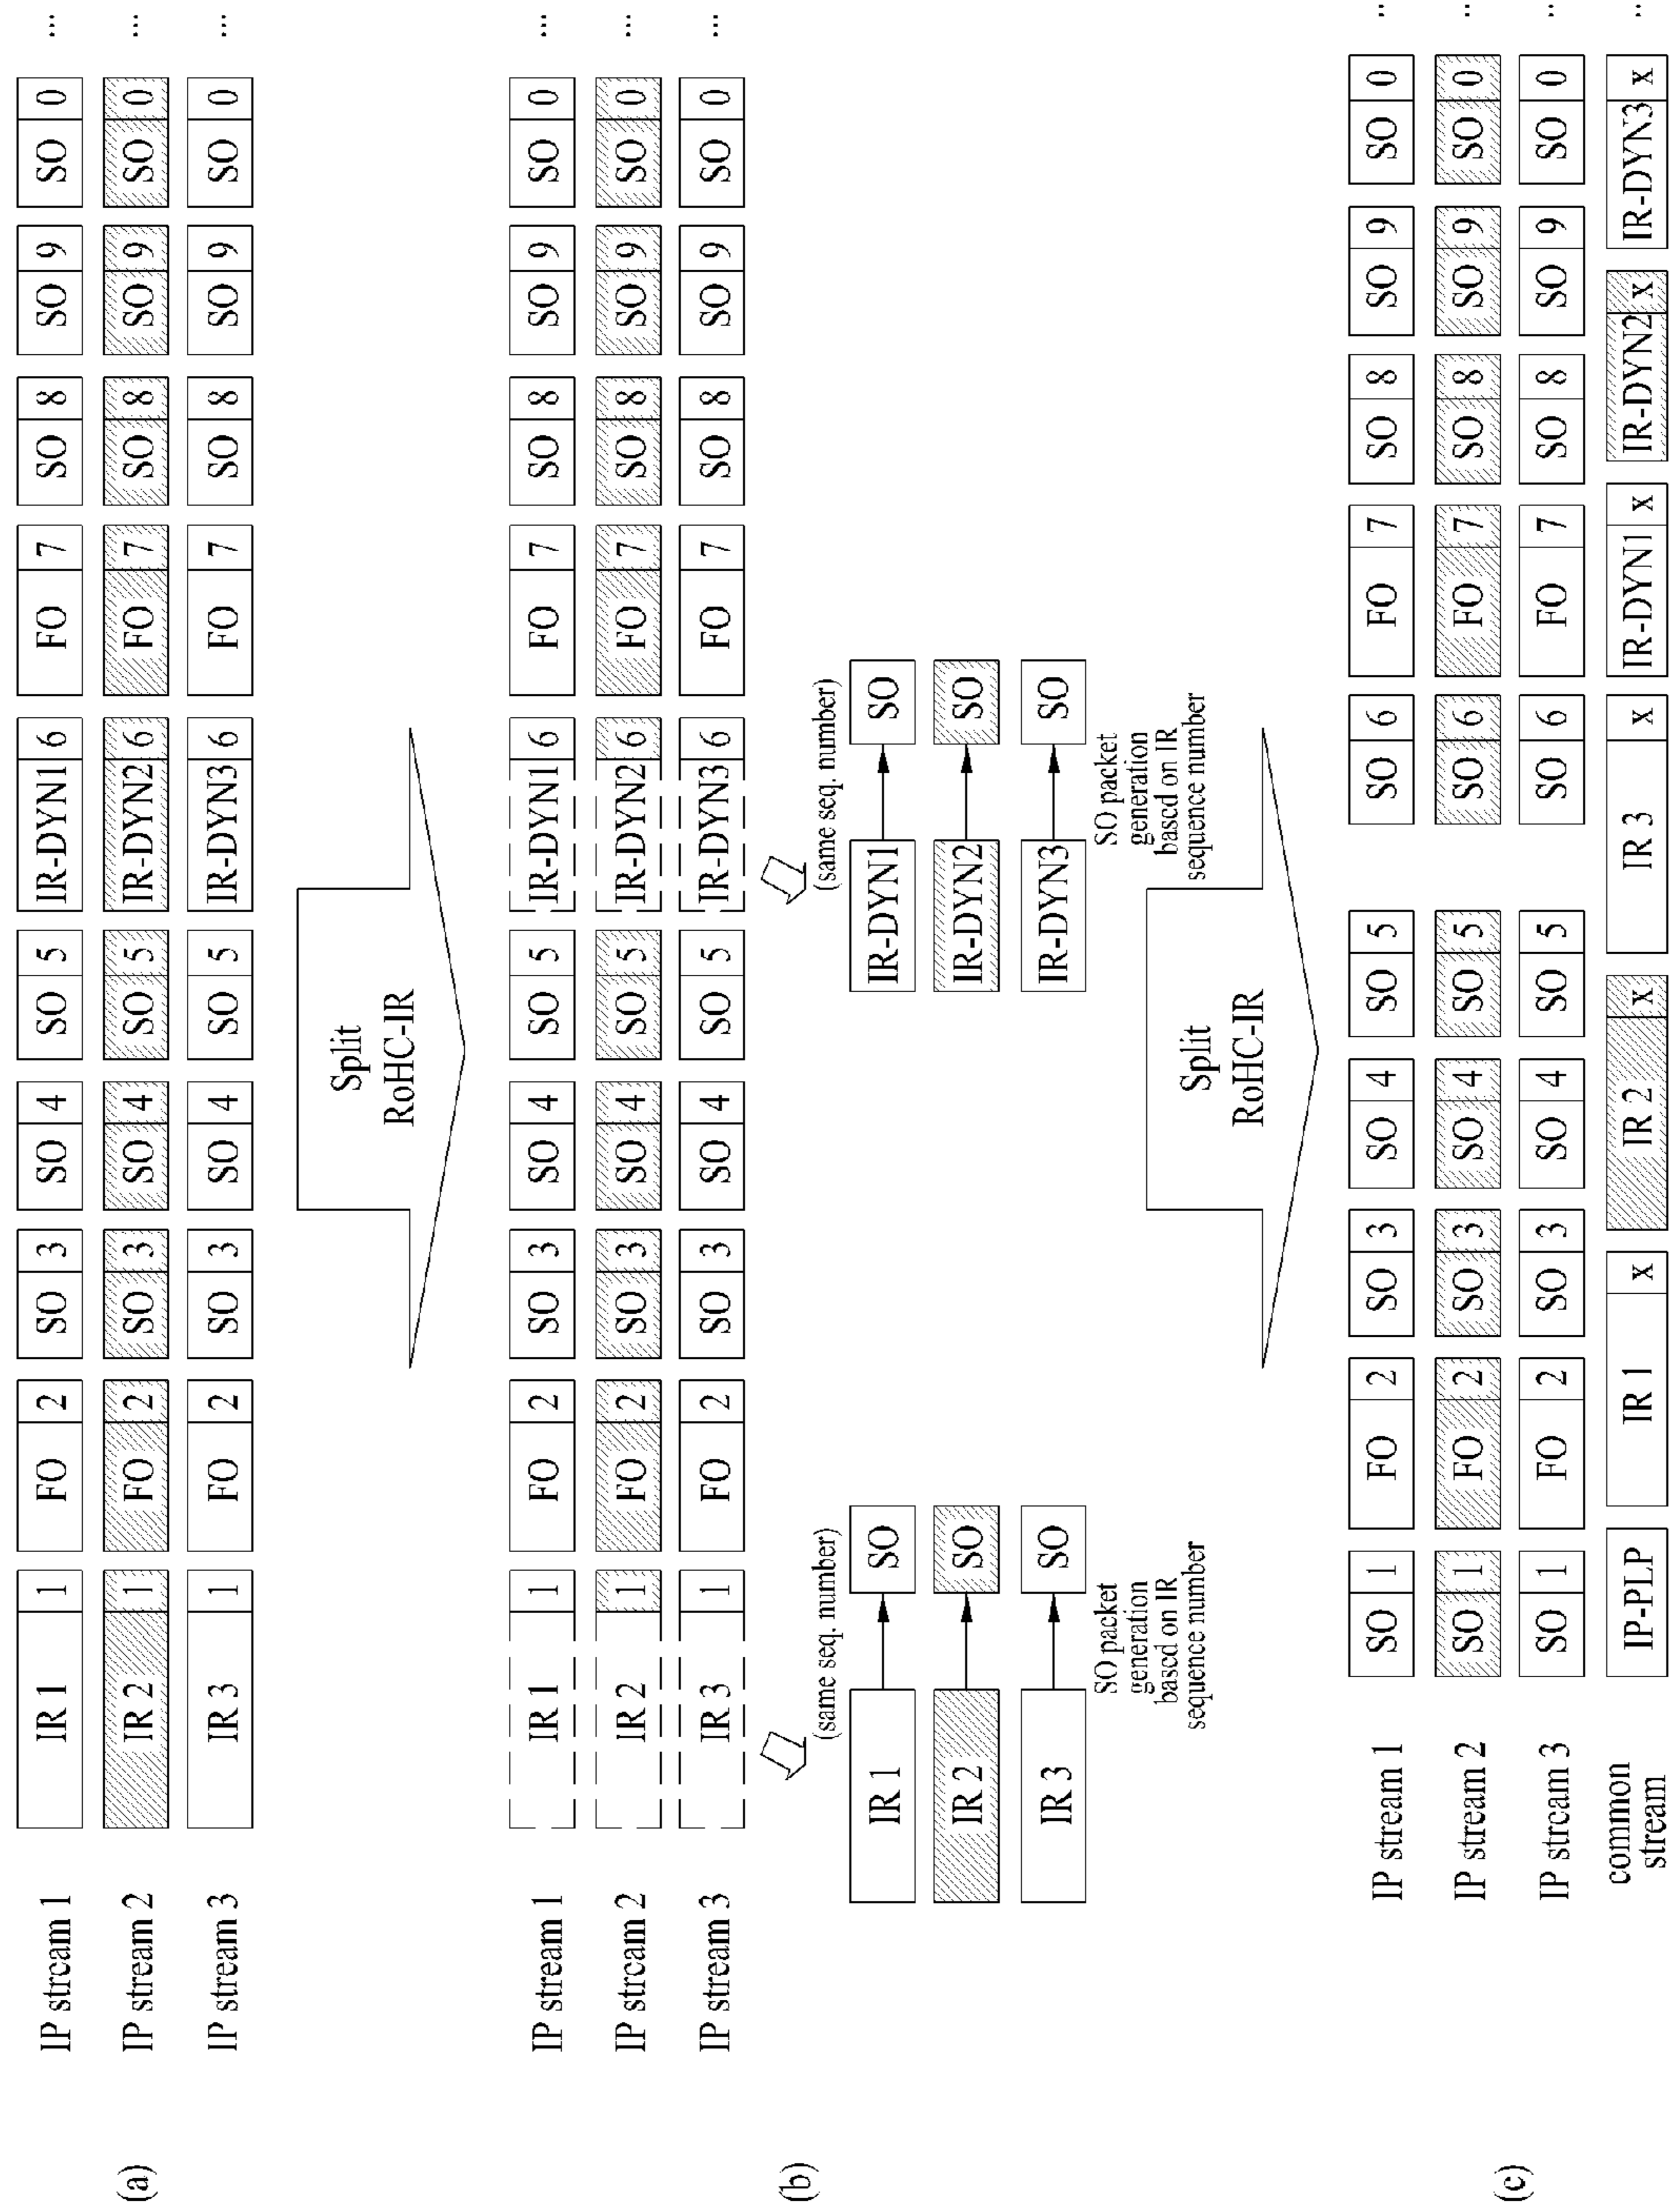 (a)
IP stream 1 IR 1 1 FO 2 SO 3 SO 4 SO 5 IR-DYN1 6 FO 7 SO 8 SO 9 SO 0 ...
IP stream 2 IR 2 1 FO 2 SO 3 SO 4 SO 5 IR-DYN2 6 FO 7 SO 8 SO 9 SO 0 ...
IP stream 3 IR 3 1 FO 2 SO 3 SO 4 SO 5 IR-DYN3 6 FO 7 SO 8 SO 9 SO 0 ...
Split
RoHC-IR
(b)
IP stream 1 IR 1 1 FO 2 SO 3 SO 4 SO 5 IR-DYN1 6 FO 7 SO 8 SO 9 SO 0 ...
IP stream 2 IR 2 1 FO 2 SO 3 SO 4 SO 5 IR-DYN2 6 FO 7 SO 8 SO 9 SO 0 ...
IP stream 3 IR 3 1 FO 2 SO 3 SO 4 SO 5 IR-DYN3 6 FO 7 SO 8 SO 9 SO 0 ...
(same seq. number)
IR 1 SO
IR 2 SO
IR 3 SO
SO packet
generation
based on IR
sequence number
(same seq. number)
IR-DYN1 SO
IR-DYN2 SO
IR-DYN3 SO
SO packet
generation
based on IR
sequence number
Split
RoHC-IR
(c)
IP stream 1 SO 1 FO 2 SO 3 SO 4 SO 5 SO 6 FO 7 SO 8 SO 9 SO 0 ..
IP stream 2 SO 1 FO 2 SO 3 SO 4 SO 5 SO 6 FO 7 SO 8 SO 9 SO 0 ..
IP stream 3 SO 1 FO 2 SO 3 SO 4 SO 5 SO 6 FO 7 SO 8 SO 9 SO 0 ..
common
stream
IP-PLP IR 1 x IR 2 x IR 3 x IR-DYN1 x IR-DYN2 x IR-DYN3 x ..